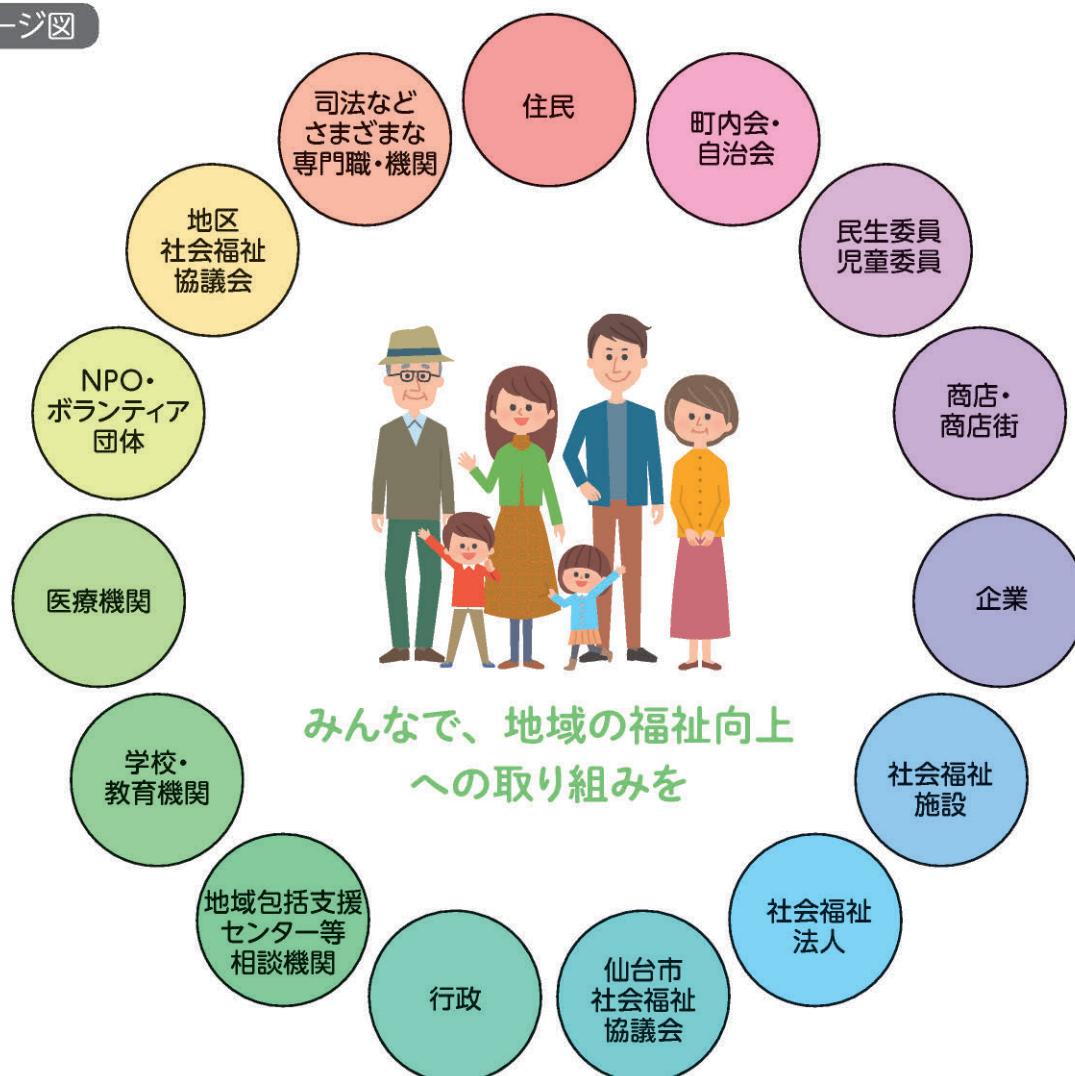 ージ図
住民
町内会・
自治会
民生委員
児童委員
商店・
商店街
企業
社会福祉
施設
社会福祉
法人
仙台市
社会福祉
協議会
行政
地域包括支援
センター等
相談機関
学校・
教育機関
医療機関
NPO・
ボランティア
団体
地区
社会福祉
協議会
司法など
さまざまな
専門職・機関
みんなで、地域の福祉向上
への取り組みを